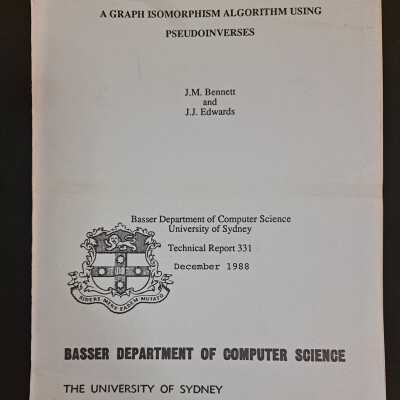 A GRAPH ISOMORPHISM ALGORITHM USING
PSEUDOINVERSES
J.M. Bennett
and
J.J. Edwards
Basser Department of Computer Science
University of Sydney
Technical Report 331
December 1988
SIDERE MENS EADEM MUTATO
BASSER DEPARTMENT OF COMPUTER SCIENCE
THE UNIVERSITY OF SYDNEY